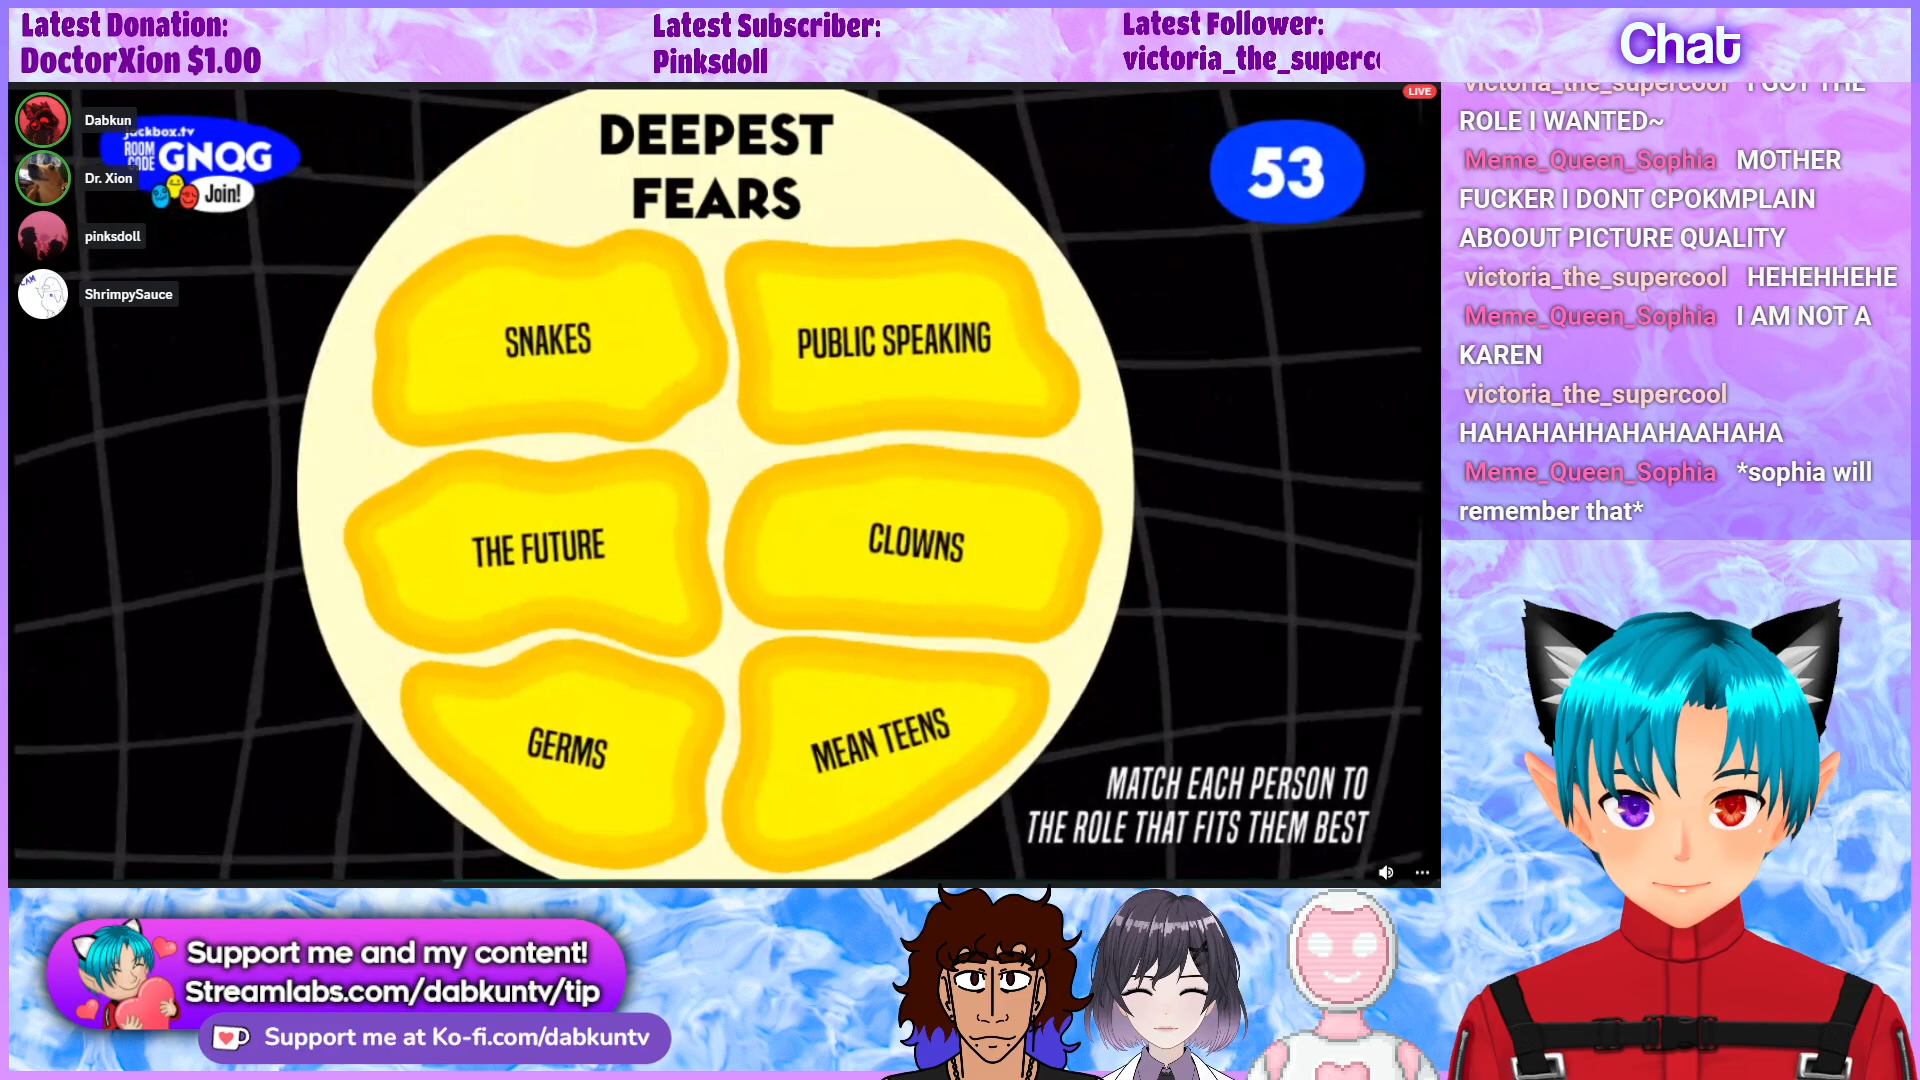 Latest Donation:
DoctorXion $1.00
Latest Subscriber:
Pinksdoll
Latest Follower:
victoria_the_superc
Chat
LIVE
Dabkun
Dr. Xion
pinksdoll
ShrimpySauce
jackbox.tv
ROOM CODE
GNQG
Join!
DEEPEST
FEARS
53
SNAKES
PUBLIC SPEAKING
THE FUTURE
CLOWNS
GERMS
MEAN TEENS
MATCH EACH PERSON TO
THE ROLE THAT FITS THEM BEST
victoria_the_supercool I GOT THE
ROLE I WANTED~
Meme_Queen_Sophia MOTHER
FUCKER I DONT CPOKMPLAIN
ABOOUT PICTURE QUALITY
victoria_the_supercool HEHEHHEHE
Meme_Queen_Sophia I AM NOT A
KAREN
victoria_the_supercool
HAHAHAHHAHAHAAHAHA
Meme_Queen_Sophia *sophia will
remember that*
Support me and my content!
Streamlabs.com/dabkuntv/tip
Support me at Ko-fi.com/dabkuntv